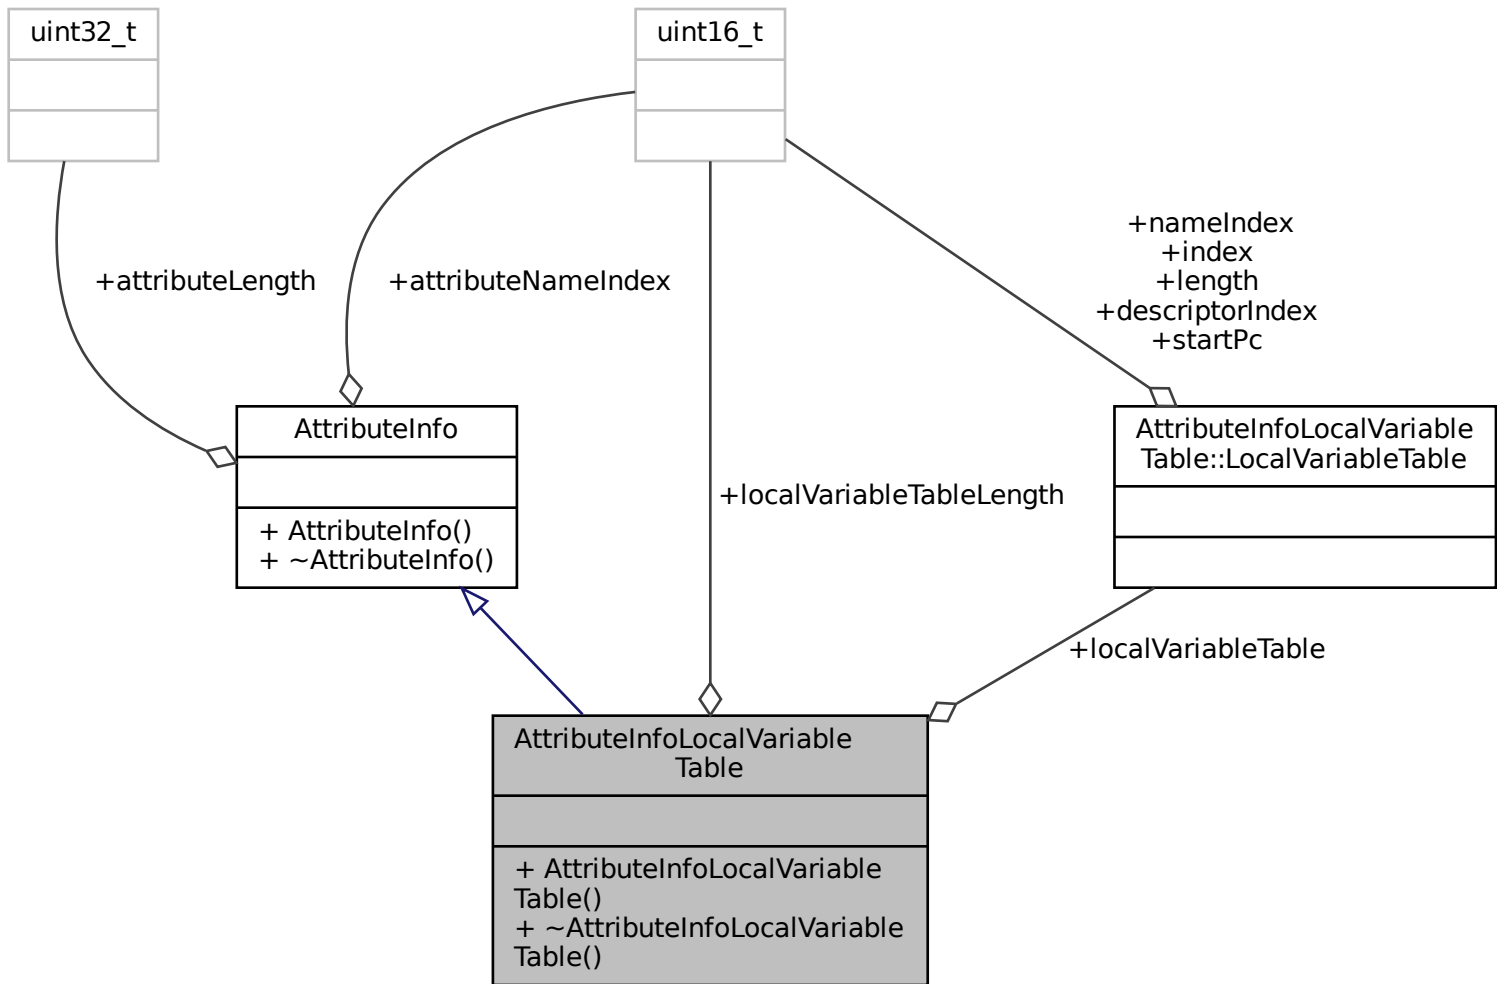 uint32_t
uint16_t
+nameIndex
+index
+length
+descriptorIndex
+startPc
+attributeLength
+attributeNameIndex
AttributeInfo
+ AttributeInfo()
+ ~AttributeInfo()
+localVariableTableLength
AttributeInfoLocalVariable
Table::LocalVariableTable
+localVariableTable
AttributeInfoLocalVariable
Table
+ AttributeInfoLocalVariable
Table()
+ ~AttributeInfoLocalVariable
Table()